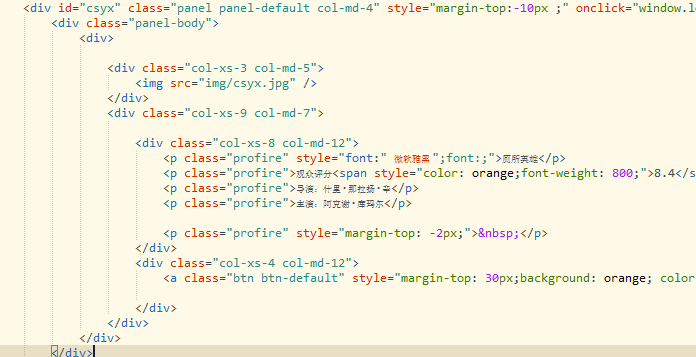 <div id="csyx" class="panel panel-default col-md-4" style="margin-top:-10px ;" onclick="window.l
<div class="panel-body">
<div>
<div class="col-xs-3 col-md-5">
<img src="img/csyx.jpg" />
</div>
<div class="col-xs-9 col-md-7">
<div class="col-xs-8 col-md-12">
<p class="profire" style="font:" 微软雅黑 ";font:;">厕所英雄</p>
<p class="profire">观众评分<span style="color: orange;font-weight: 800;">8.4</s
<p class="profire">导演：什里·那拉扬·辛</p>
<p class="profire">主演：阿克谢·库玛尔</p>
<p class="profire" style="margin-top: -2px;">&nbsp;</p>
</div>
<div class="col-xs-4 col-md-12">
<a class="btn btn-default" style="margin-top: 30px;background: orange; color
</div>
</div>
</div>
</div>